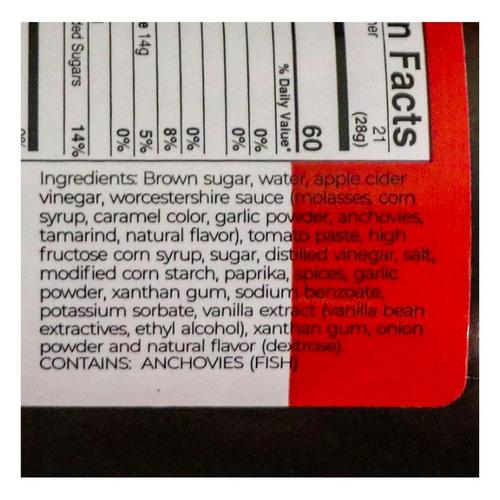 n Facts
ner 21
(28g)
60
% Daily Value*
0%
0%
0%
8%
e 14g 5%
0%
ded Sugars 14%
0%
Ingredients: Brown sugar, water, apple cider
vinegar, worcestershire sauce (molasses, corn
syrup, caramel color, garlic powder, anchovies,
tamarind, natural flavor), tomato paste, high
fructose corn syrup, sugar, distilled vinegar, salt,
modified corn starch, paprika, spices, garlic
powder, xanthan gum, sodium benzoate,
potassium sorbate, vanilla extract (vanilla bean
extractives, ethyl alcohol), xanthan gum, onion
powder and natural flavor (dextrose).
CONTAINS: ANCHOVIES (FISH)